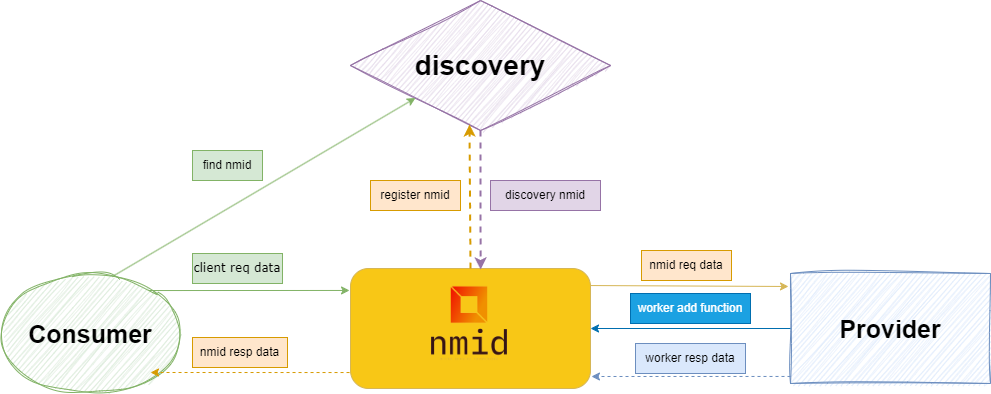 discovery
find nmid
register nmid
discovery nmid
client req data
nmid req data
worker add function
nmid
Consumer
Provider
nmid resp data
worker resp data